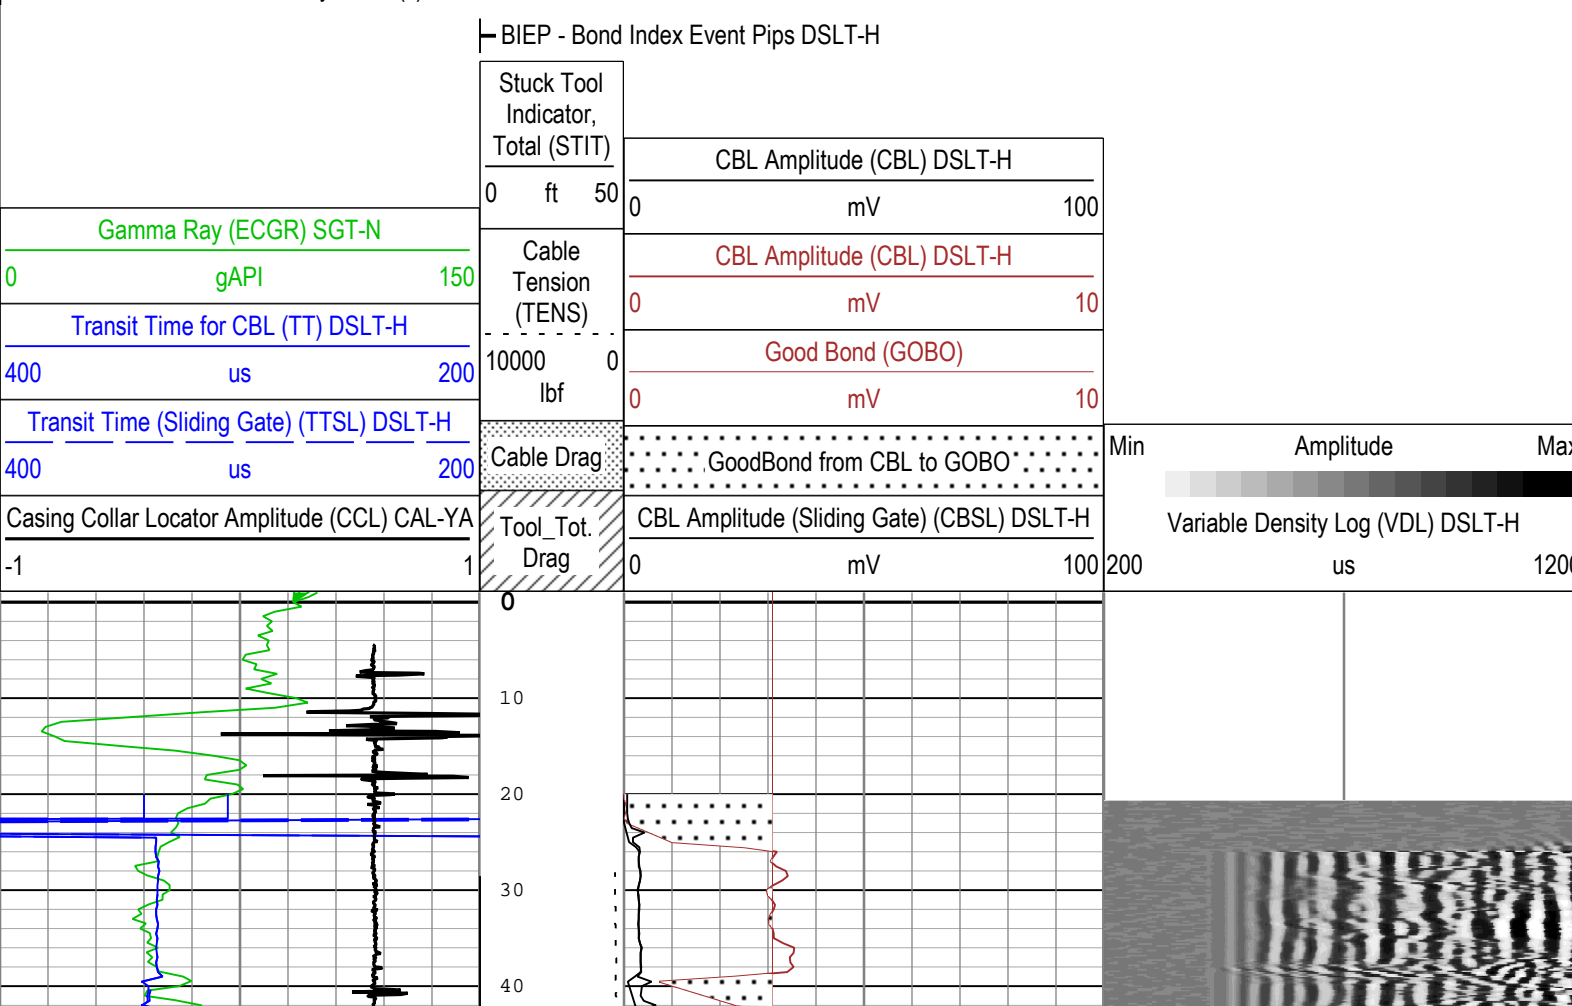 BIEP - Bond Index Event Pips DSLT-H
Stuck Tool
Indicator,
Total (STIT)
0 ft 50
CBL Amplitude (CBL) DSLT-H
0 mV 100
Gamma Ray (ECGR) SGT-N
0 gAPI 150
Cable
Tension
(TENS)
10000 0
lbf
CBL Amplitude (CBL) DSLT-H
0 mV 10
Transit Time for CBL (TT) DSLT-H
400 us 200
Good Bond (GOBO)
0 mV 10
Transit Time (Sliding Gate) (TTSL) DSLT-H
400 us 200
Cable Drag
GoodBond from CBL to GOBO
Min Amplitude Max
Casing Collar Locator Amplitude (CCL) CAL-YA
-1 1
Tool_Tot.
Drag
CBL Amplitude (Sliding Gate) (CBSL) DSLT-H
0 mV 100
Variable Density Log (VDL) DSLT-H
200 us 1200
0
10
20
30
40